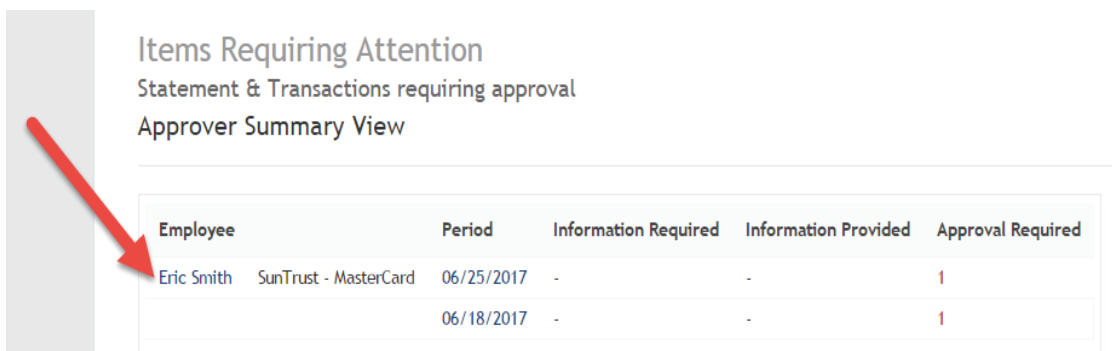 Items Requiring Attention
Statement & Transactions requiring approval
Approver Summary View
Employee Period Information Required Information Provided Approval Required
Eric Smith SunTrust - MasterCard 06/25/2017 - - 1
06/18/2017 - - 1